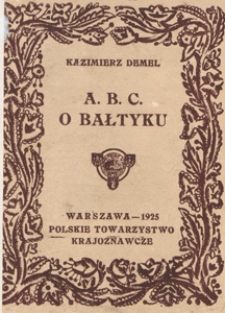 KAZIMIERZ DEMEL
A. B. C.
O BAŁTYKU
WARSZAWA — 1925
POLSKIE TOWARZYSTWO
KRAJOZNAWCZE